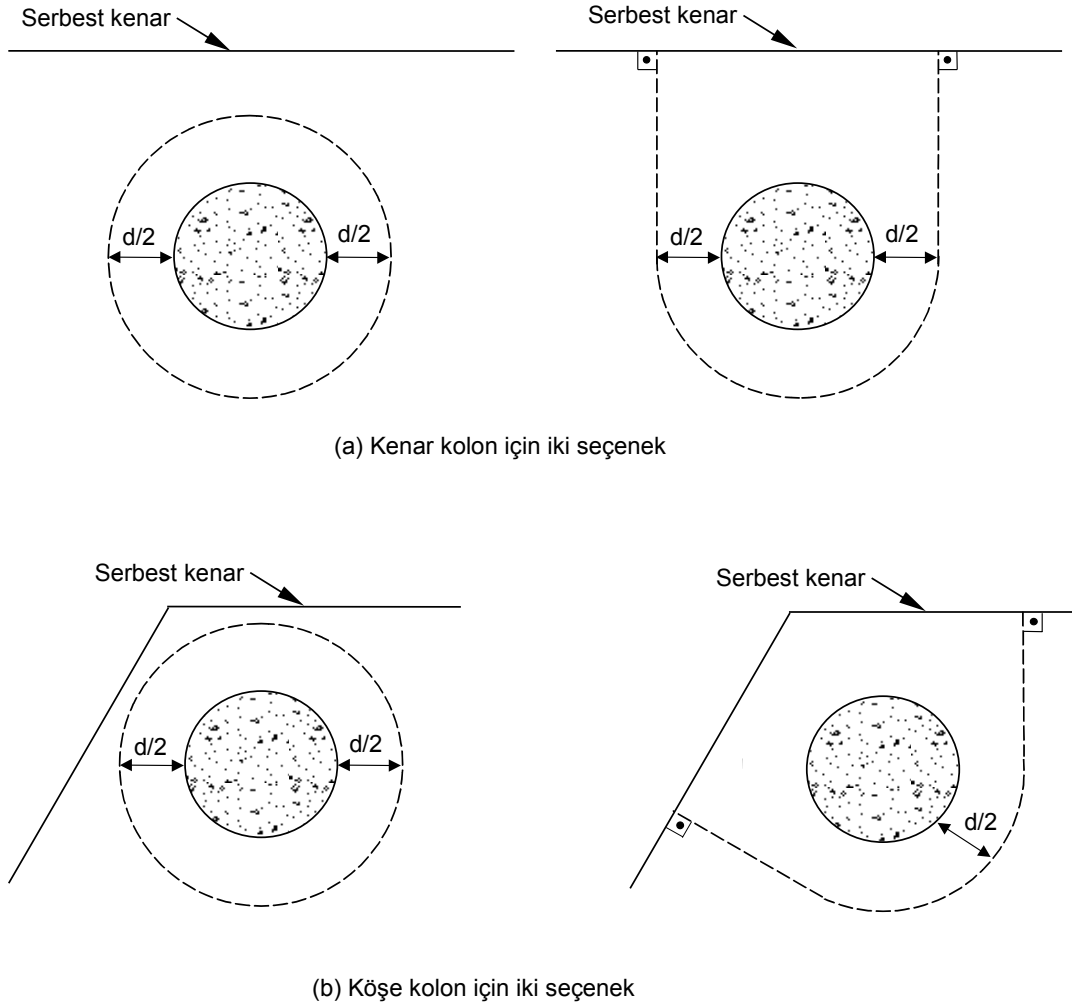 Serbest kenar
Serbest kenar
d/2
d/2
d/2
d/2
(a) Kenar kolon için iki seçenek
Serbest kenar
Serbest kenar
d/2
d/2
d/2
(b) Köşe kolon için iki seçenek